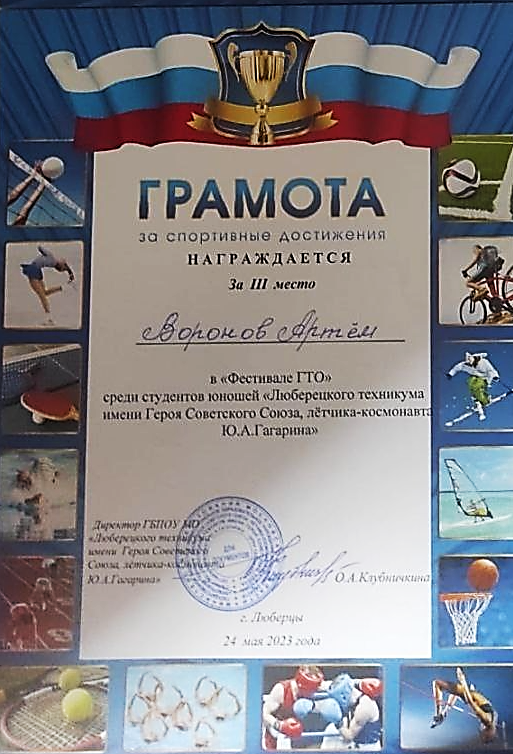 ГРАМОТА
за спортивные достижения
НАГРАЖДАЕТСЯ
За III место
Воронов Артём
в «Фестивале ГТО»
среди студентов юношей «Люберецкого техникума
имени Героя Советского Союза, лётчика-космонавта
Ю.А.Гагарина»
Директор ГБПОУ МО
«Люберецкого техникума
имени Героя Советского
Союза, лётчика-космонавта
Ю.А.Гагарина»
ДЛЯ
ДОКУМЕНТОВ
О.А.Клубничкина
г. Люберцы
24 мая 2023 года